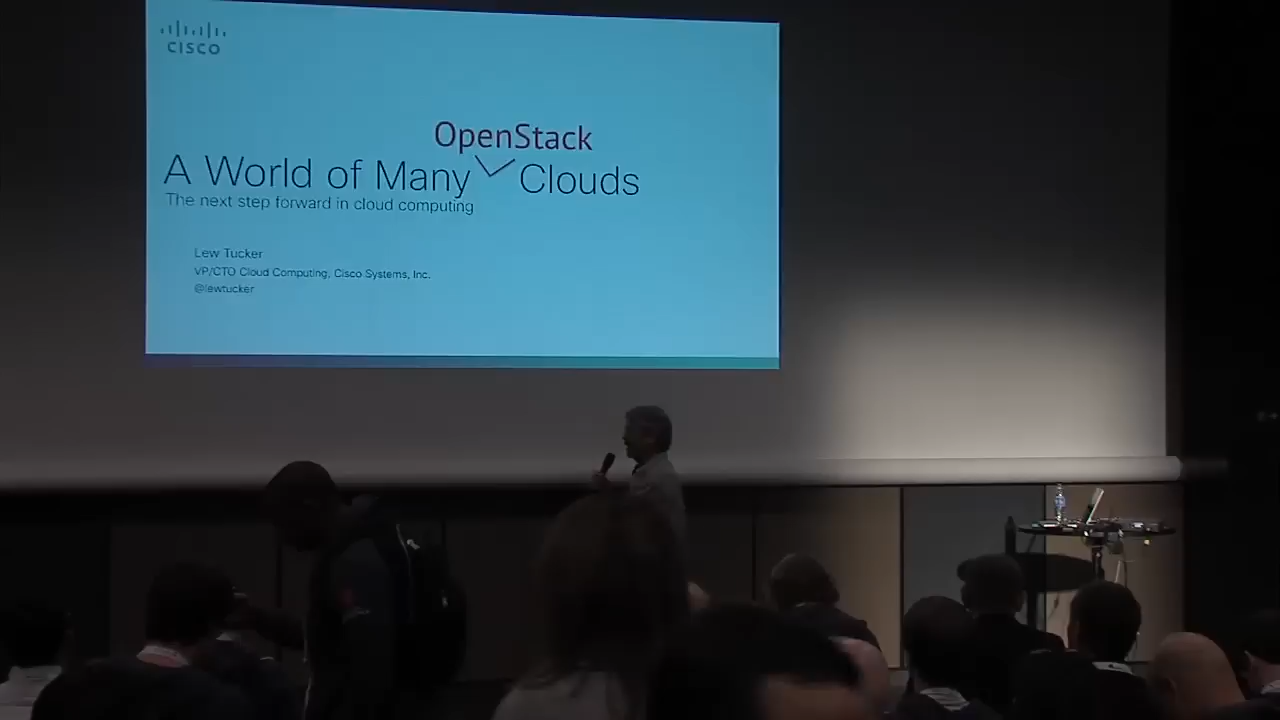 CISCO
OpenStack
A World of Many Clouds
The next step forward in cloud computing
Lew Tucker
VP/CTO Cloud Computing, Cisco Systems, Inc.
@lewtucker